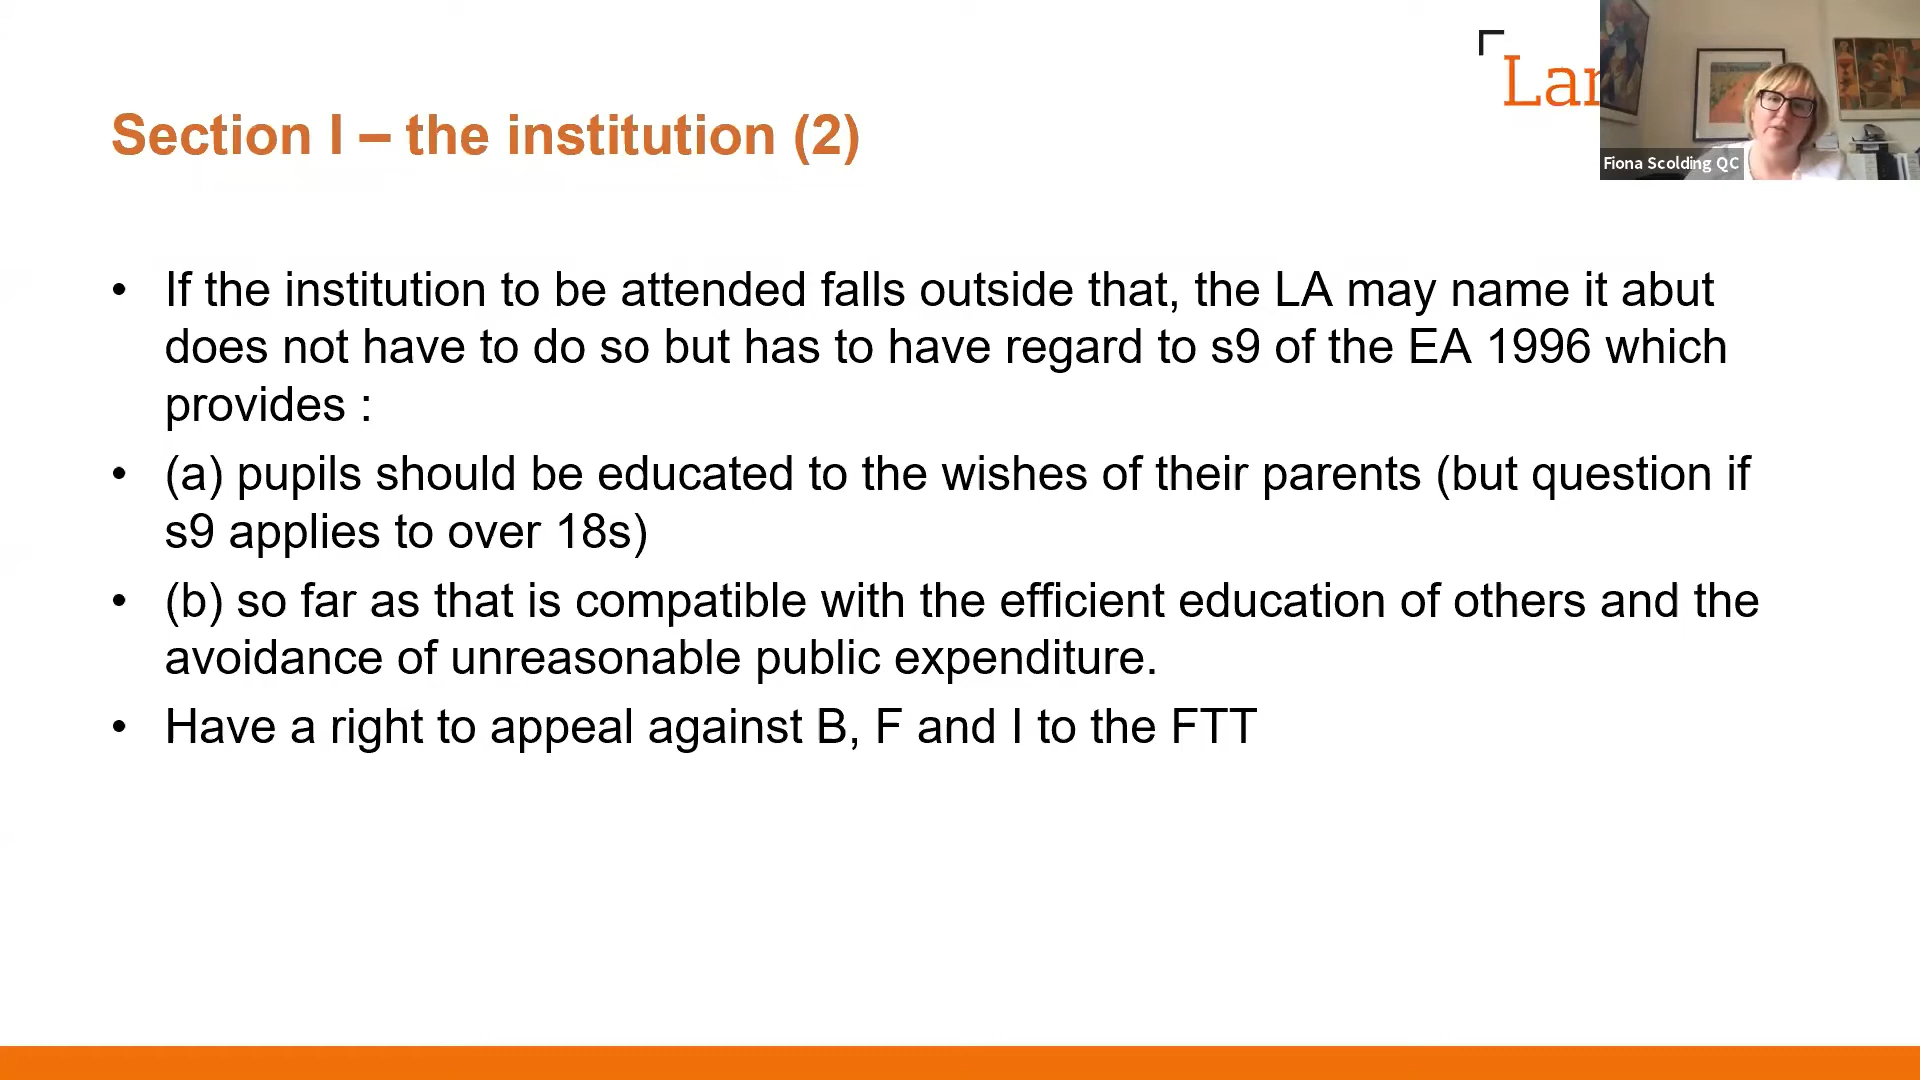 Lar
Section I – the institution (2)
Fiona Scolding QC
• If the institution to be attended falls outside that, the LA may name it abut
does not have to do so but has to have regard to s9 of the EA 1996 which
provides :
• (a) pupils should be educated to the wishes of their parents (but question if
s9 applies to over 18s)
• (b) so far as that is compatible with the efficient education of others and the
avoidance of unreasonable public expenditure.
• Have a right to appeal against B, F and I to the FTT